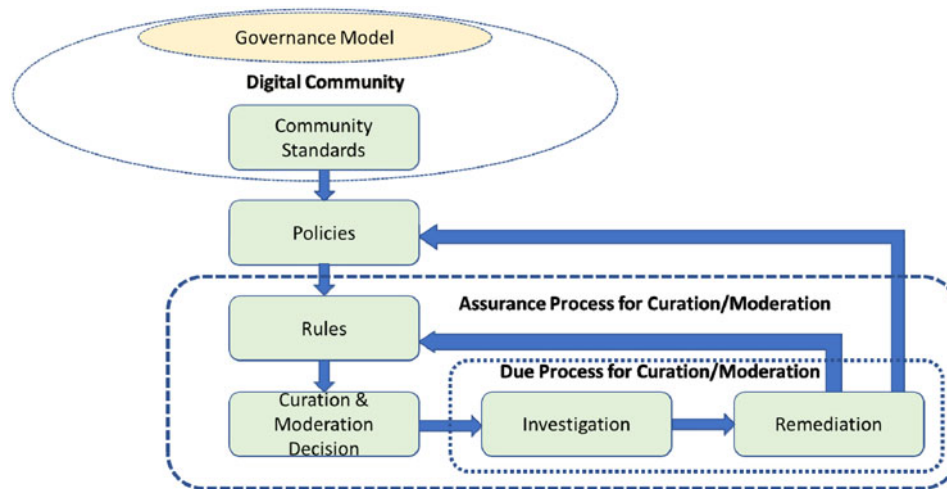 Governance Model
Digital Community
Community
Standards
Policies
Assurance Process for Curation/Moderation
Rules
Due Process for Curation/Moderation
Curation &
Moderation
Decision
Investigation
Remediation